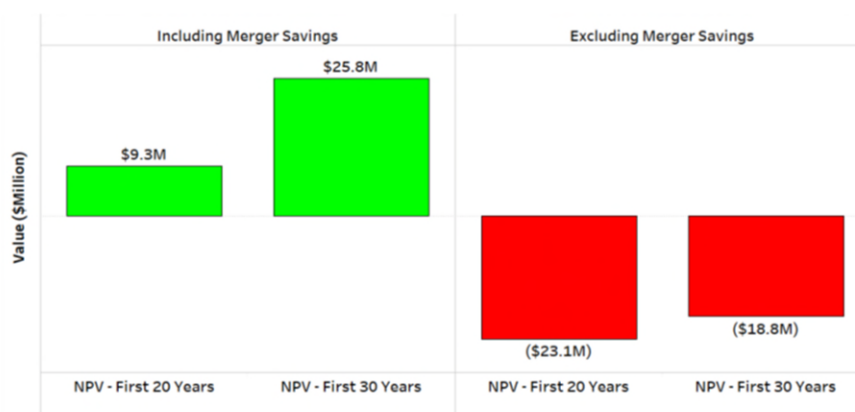 Including Merger Savings
Excluding Merger Savings
$25.8M
$9.3M
Value ($Million)
($18.8M)
($23.1M)
NPV - First 20 Years
NPV - First 30 Years
NPV - First 20 Years
NPV - First 30 Years